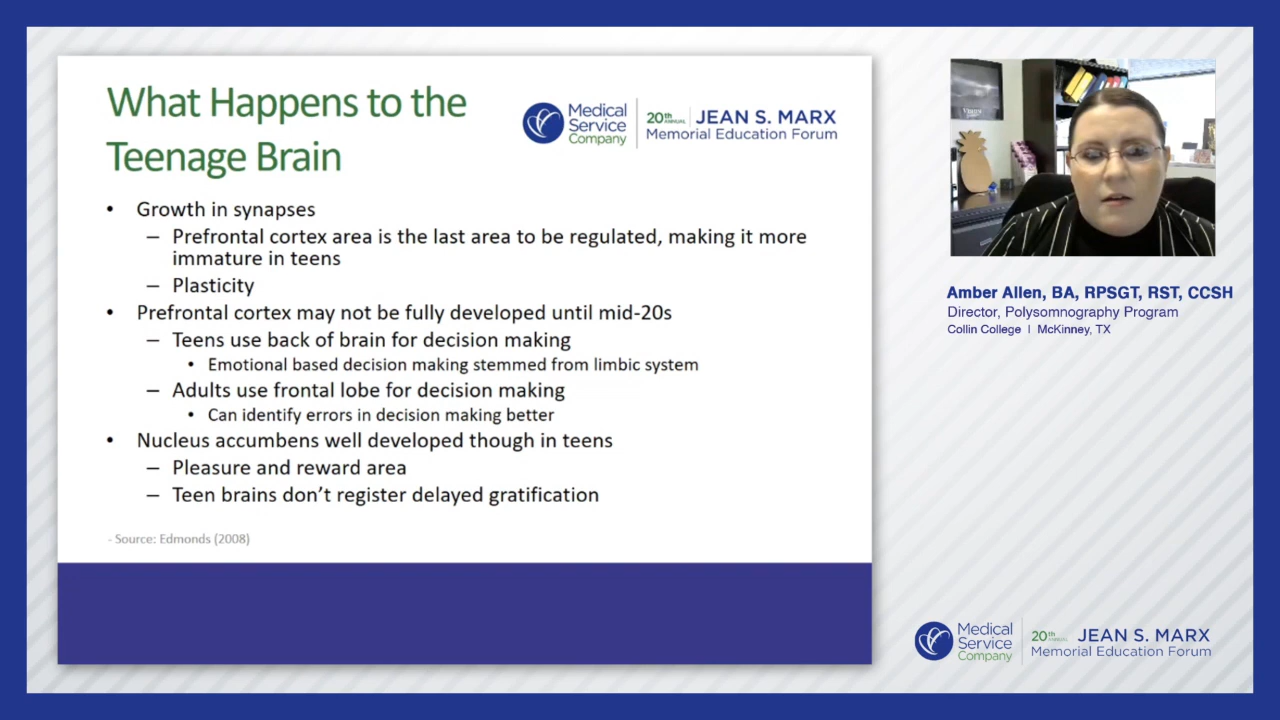 What Happens to the
Teenage Brain
Medical
Service
Company
20th ANNUAL JEAN S. MARX
Memorial Education Forum
• Growth in synapses
– Prefrontal cortex area is the last area to be regulated, making it more
immature in teens
– Plasticity
• Prefrontal cortex may not be fully developed until mid-20s
– Teens use back of brain for decision making
• Emotional based decision making stemmed from limbic system
– Adults use frontal lobe for decision making
• Can identify errors in decision making better
• Nucleus accumbens well developed though in teens
– Pleasure and reward area
– Teen brains don’t register delayed gratification
- Source: Edmonds (2008)
Amber Allen, BA, RPSGT, RST, CCSH
Director, Polysomnography Program
Collin College | McKinney, TX
Medical
Service
Company
20th ANNUAL JEAN S. MARX
Memorial Education Forum